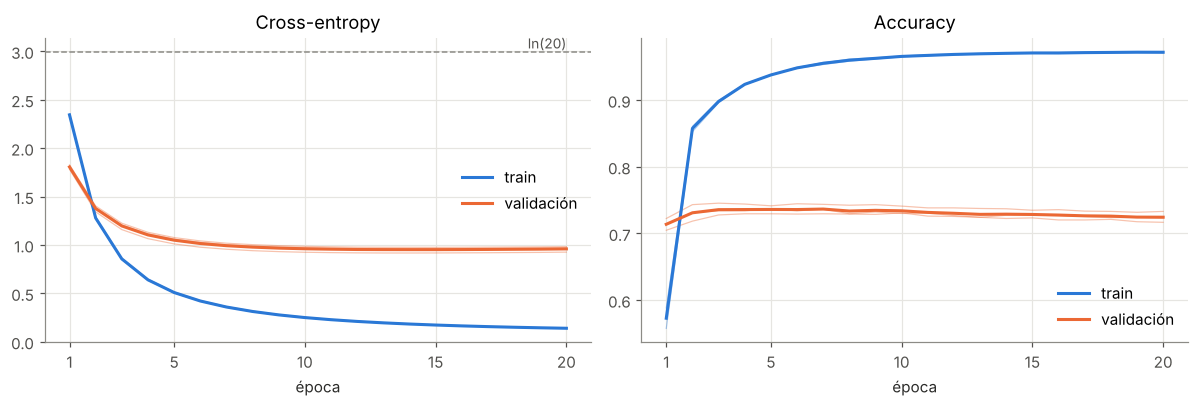 Cross-entropy
ln(20)
3.0
2.5
2.0
1.5
1.0
0.5
0.0
train
validación
1 5 10 15 20
época
Accuracy
0.9
0.8
0.7
0.6
train
validación
1 5 10 15 20
época